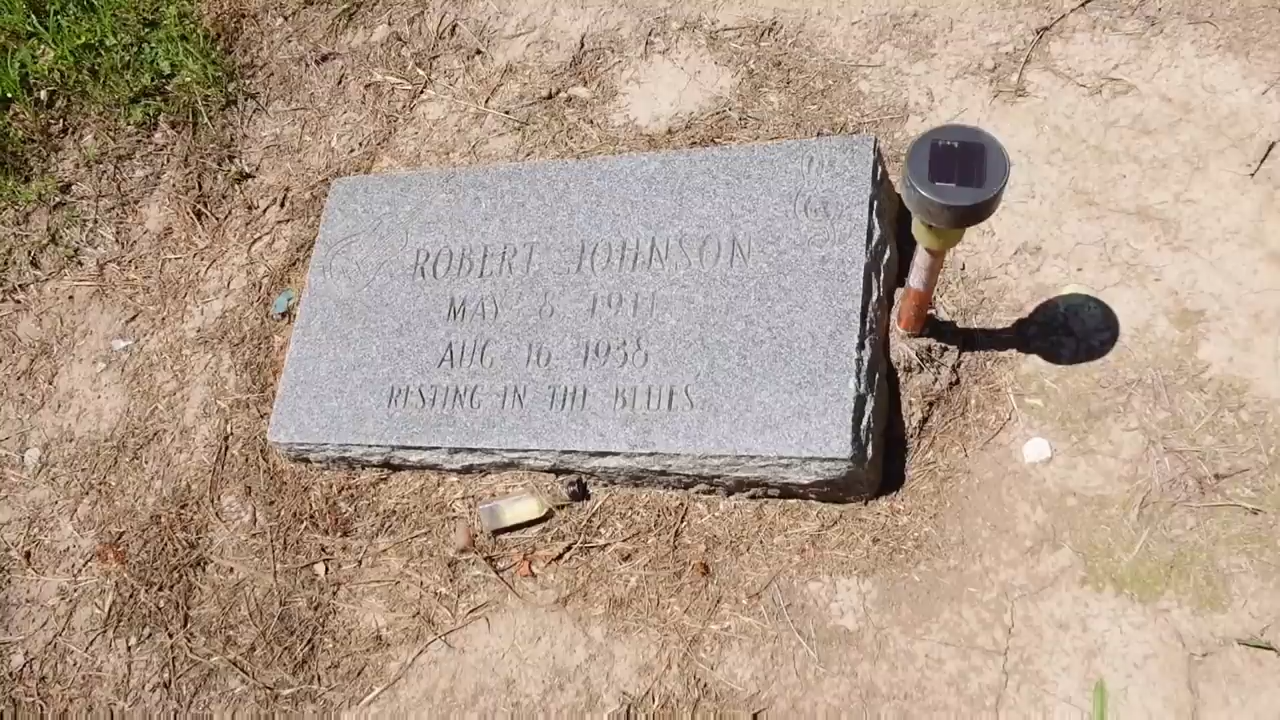 ROBERT JOHNSON
MAY 8 1911
AUG 16 1938
RESTING IN THE BLUES